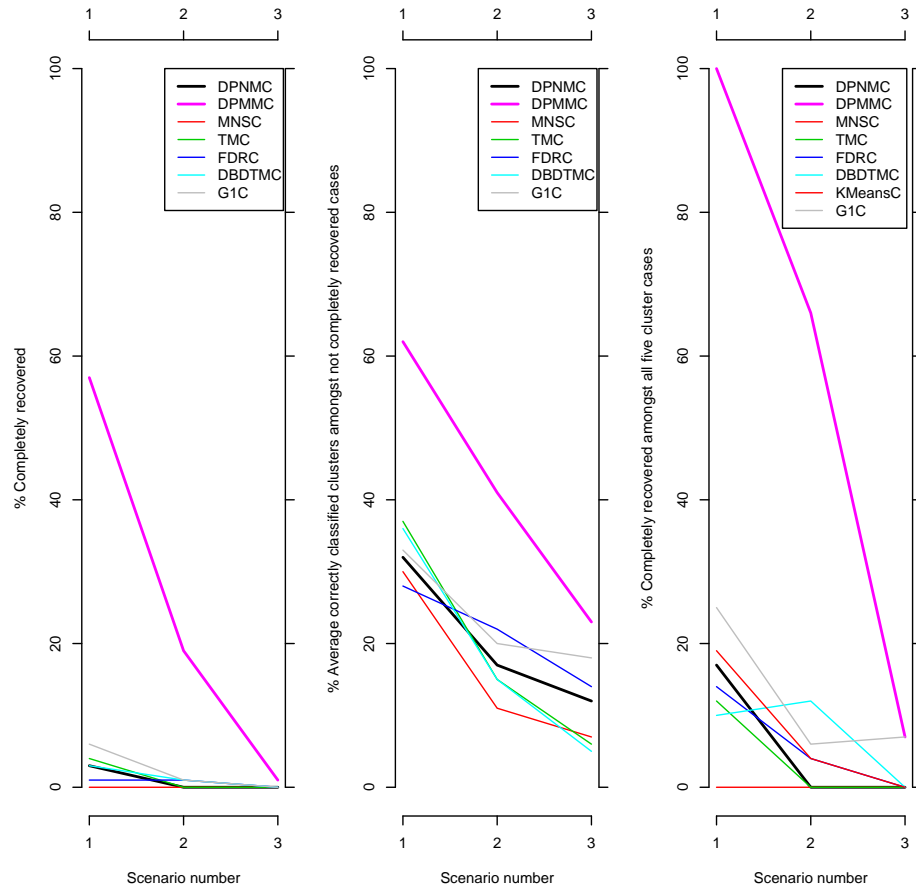 1 2 3
0 20 40 60 80 100
% Completely recovered
DPNMC
DPMMC
MNSC
TMC
FDRC
DBDTMC
G1C
1 2 3
Scenario number
1 2 3
0 20 40 60 80 100
% Average correctly classified clusters amongst not completely recovered cases
DPNMC
DPMMC
MNSC
TMC
FDRC
DBDTMC
G1C
1 2 3
Scenario number
1 2 3
0 20 40 60 80 100
% Completely recovered amongst all five cluster cases
DPNMC
DPMMC
MNSC
TMC
FDRC
DBDTMC
KMeansC
G1C
1 2 3
Scenario number